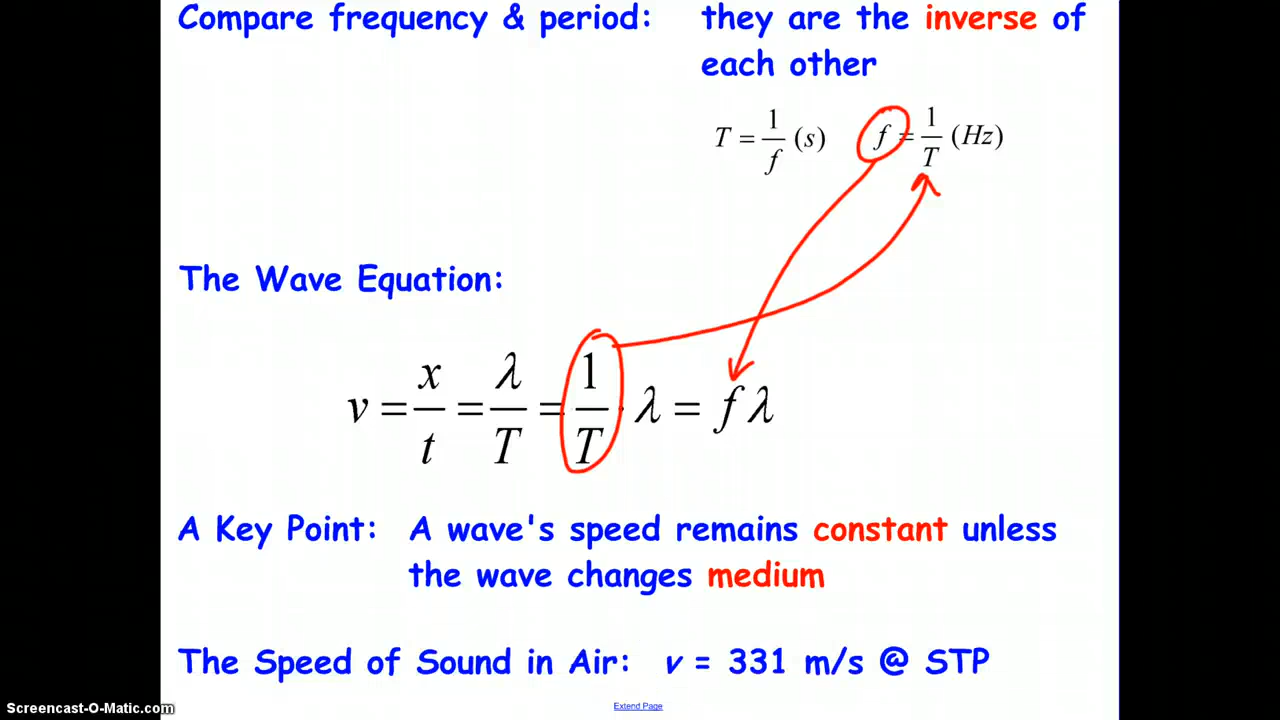 Compare frequency & period: they are the inverse of
each other
T = 1/f (s) f = 1/T (Hz)
The Wave Equation:
v = x/t = λ/T = 1/T · λ = f λ
A Key Point: A wave's speed remains constant unless
the wave changes medium
The Speed of Sound in Air: v = 331 m/s @ STP
Extend Page
Screencast-O-Matic.com